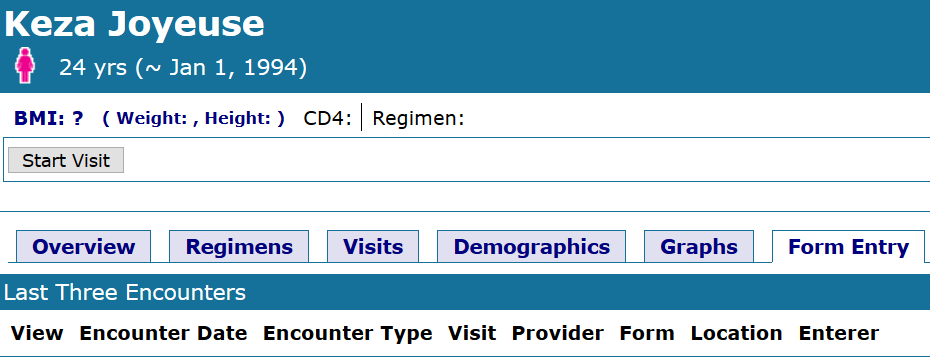 Keza Joyeuse
24 yrs (~ Jan 1, 1994)
BMI: ? ( Weight: , Height: ) CD4: Regimen:
Start Visit
Overview Regimens Visits Demographics Graphs Form Entry
Last Three Encounters
View Encounter Date Encounter Type Visit Provider Form Location Enterer